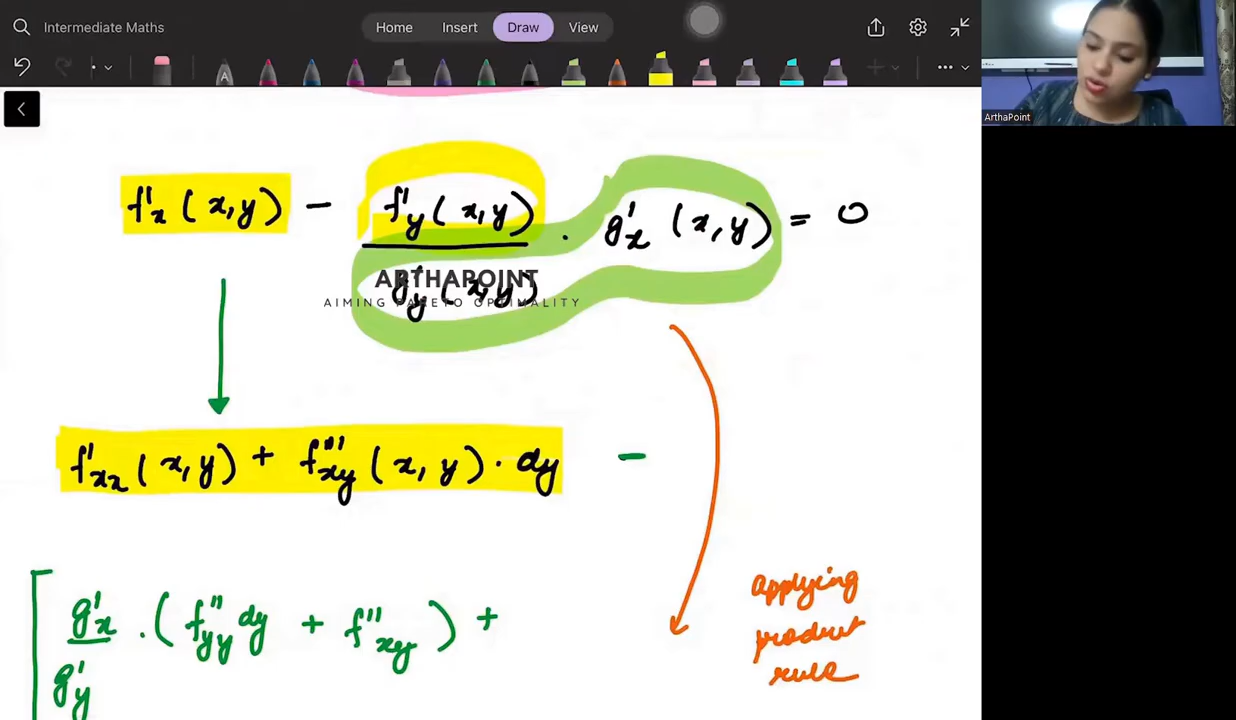 Intermediate Maths
Home Insert Draw View
ArthaPoint
f'x (x,y) − f'y (x,y) / g'y (x,y) · g'x (x,y) = 0
ARTHAPOINT
AIMING PARETO OPTIMALITY
f'xx (x,y) + f'''xy (x,y) · dy −
applying
product
rule
[ g'x / g'y · ( f''yy dy + f''xy ) +